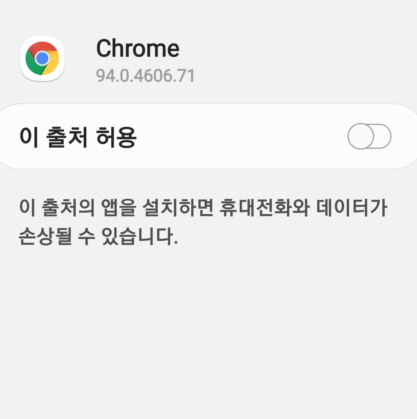 Chrome
94.0.4606.71
이 출처 허용
이 출처의 앱을 설치하면 휴대전화와 데이터가
손상될 수 있습니다.